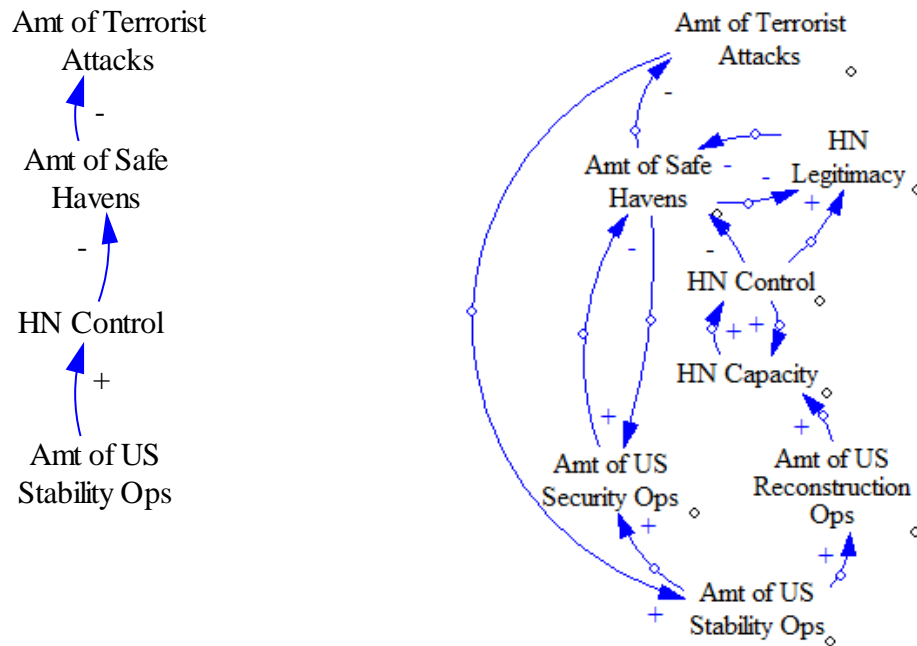 Amt of Terrorist
Attacks
-
Amt of Safe
Havens
-
HN Control
+
Amt of US
Stability Ops
Amt of Terrorist
Attacks
-
HN
Legitimacy
Amt of Safe
Havens
-
-
+
-
-
HN Control
+ +
HN Capacity
+
+
Amt of US
Security Ops
Amt of US
Reconstruction
Ops
+
+
Amt of US
Stability Ops
+